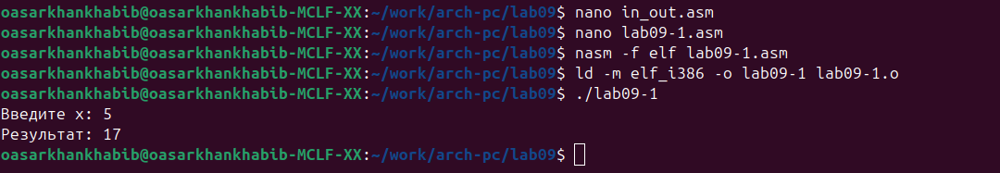 oasarkhankhabib@oasarkhankhabib-MCLF-XX:~/work/arch-pc/lab09$ nano in_out.asm
oasarkhankhabib@oasarkhankhabib-MCLF-XX:~/work/arch-pc/lab09$ nano lab09-1.asm
oasarkhankhabib@oasarkhankhabib-MCLF-XX:~/work/arch-pc/lab09$ nasm -f elf lab09-1.asm
oasarkhankhabib@oasarkhankhabib-MCLF-XX:~/work/arch-pc/lab09$ ld -m elf_i386 -o lab09-1 lab09-1.o
oasarkhankhabib@oasarkhankhabib-MCLF-XX:~/work/arch-pc/lab09$ ./lab09-1
Введите x: 5
Результат: 17
oasarkhankhabib@oasarkhankhabib-MCLF-XX:~/work/arch-pc/lab09$